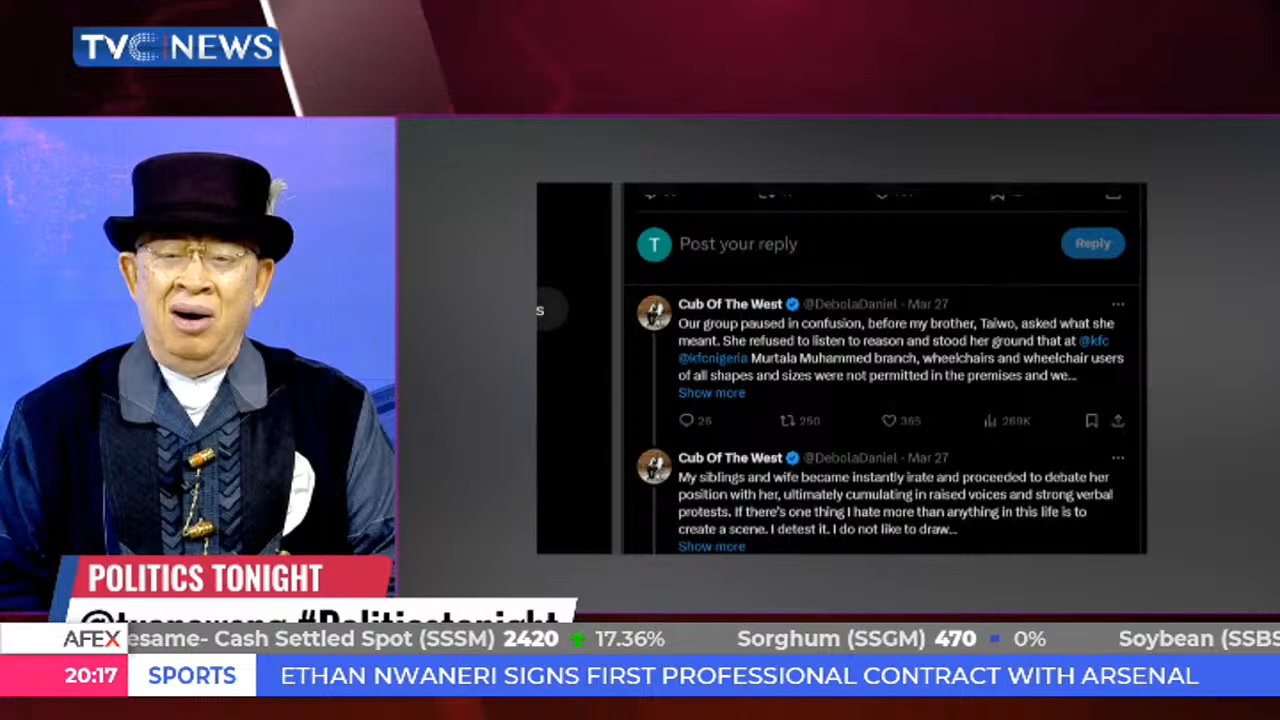 TVC NEWS
s
T
Post your reply
Reply
Cub Of The West @DebolaDaniel · Mar 27
Our group paused in confusion, before my brother, Taiwo, asked what she
meant. She refused to listen to reason and stood her ground that at @kfc
@kfcnigeria Murtala Muhammed branch, wheelchairs and wheelchair users
of all shapes and sizes were not permitted in the premises and we...
Show more
26 250 365 269K
Cub Of The West @DebolaDaniel · Mar 27
My siblings and wife became instantly irate and proceeded to debate her
position with her, ultimately cumulating in raised voices and strong verbal
protests. If there's one thing I hate more than anything in this life is to
create a scene. I detest it. I do not like to draw...
Show more
POLITICS TONIGHT
#Politicstonight
AFEX esame- Cash Settled Spot (SSSM) 2420 17.36% Sorghum (SSGM) 470 0% Soybean (SSBS
20:17 SPORTS ETHAN NWANERI SIGNS FIRST PROFESSIONAL CONTRACT WITH ARSENAL